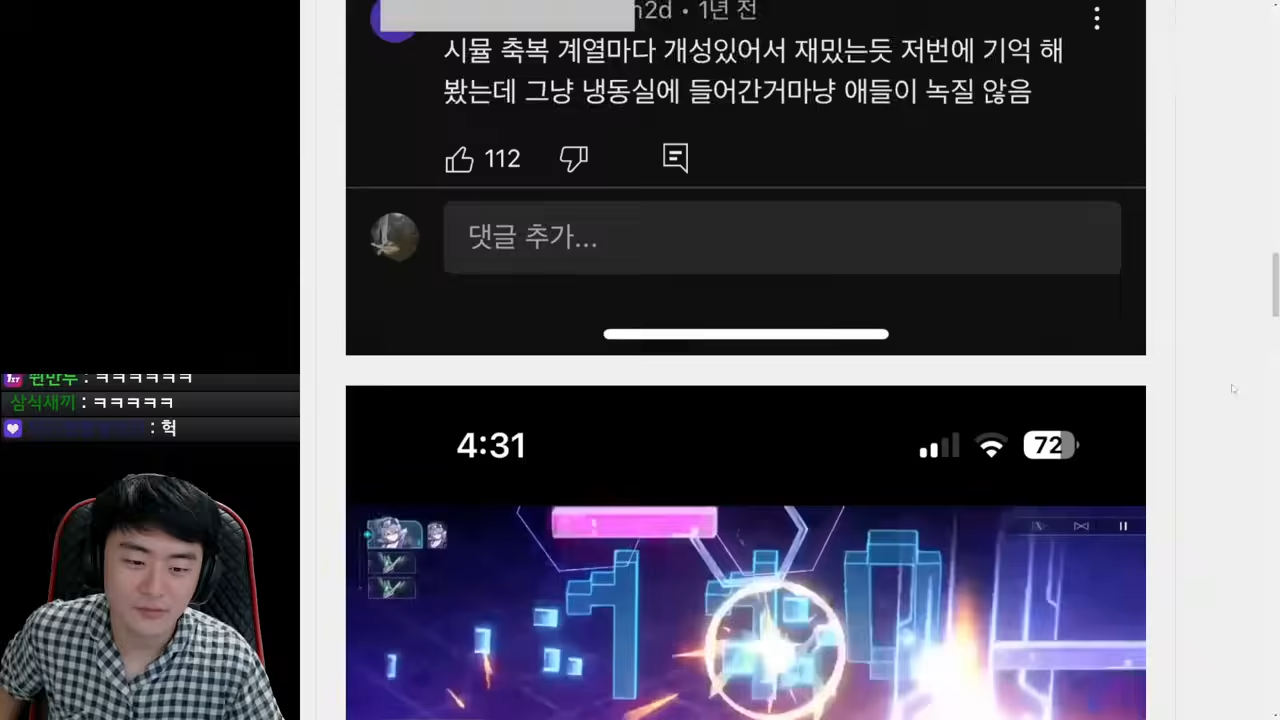 n2d • 1년 전
시뮬 축복 계열마다 개성있어서 재밌는듯 저번에 기억 해
봤는데 그냥 냉동실에 들어간거마냥 애들이 녹질 않음
112
댓글 추가...
: ㅋㅋㅋㅋㅋㅋ
삼식새끼 : ㅋㅋㅋㅋㅋ
: 헉
4:31
72